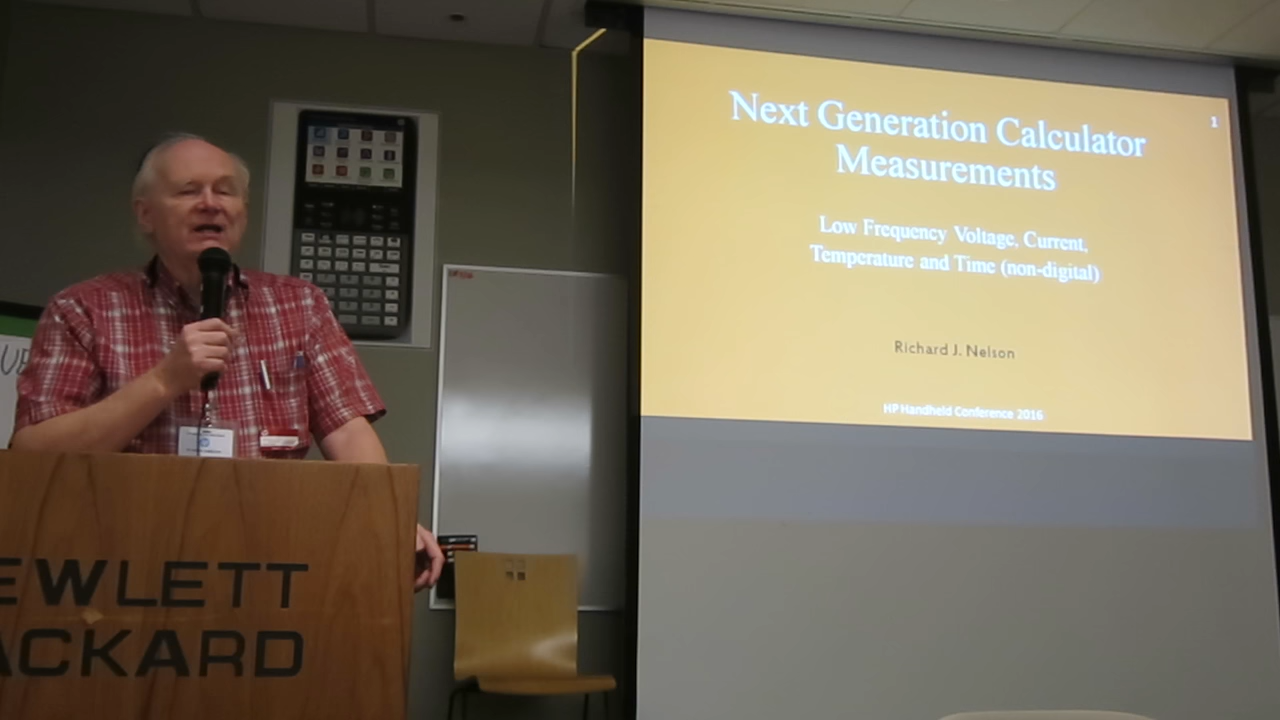 Next Generation Calculator
Measurements
1
Low Frequency Voltage, Current,
Temperature and Time (non-digital)
Richard J. Nelson
HP Handheld Conference 2016
EWLETT
ACKARD